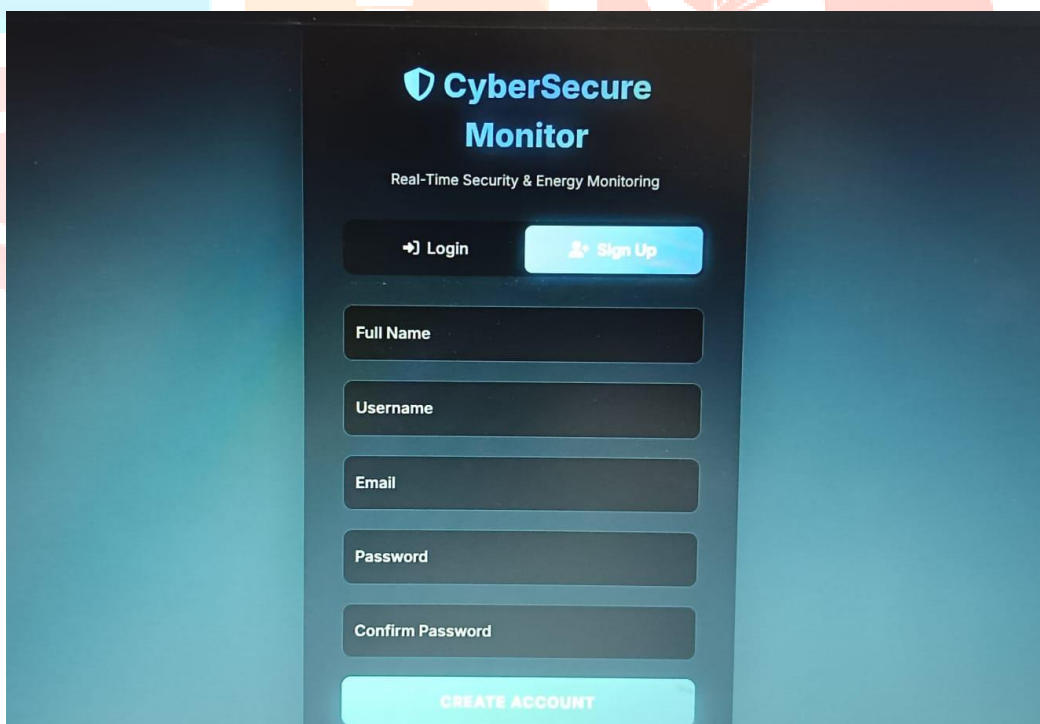 CyberSecure
Monitor
Real-Time Security & Energy Monitoring
Login
Sign Up
Full Name
Username
Email
Password
Confirm Password
CREATE ACCOUNT